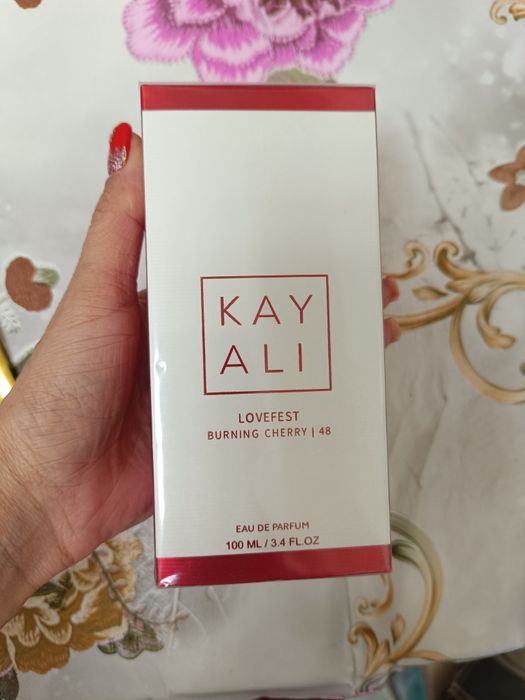 KAY
ALI
LOVEFEST
BURNING CHERRY | 48
EAU DE PARFUM
100 ML / 3.4 FL.OZ